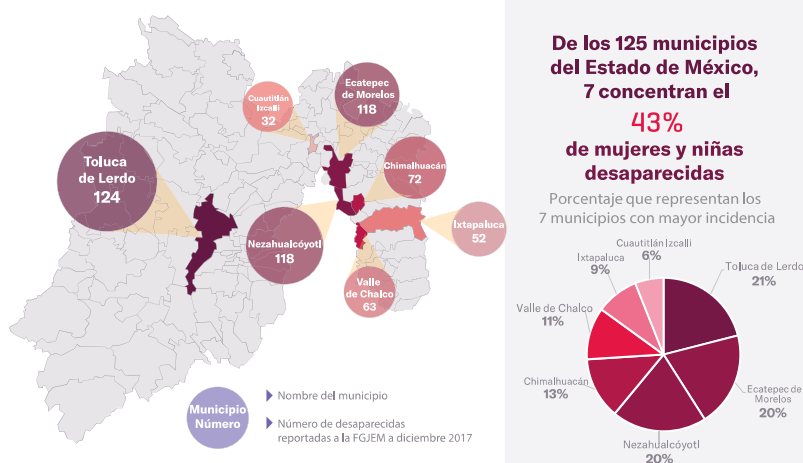 Cuautitlán
Izcalli
32
Ecatepec
de Morelos
118
Toluca
de Lerdo
124
Chimalhuacán
72
Nezahualcóyotl
118
Ixtapaluca
52
Valle
de Chalco
63
Municipio
Número
Nombre del municipio
Número de desaparecidas
reportadas a la FGJEM a diciembre 2017
De los 125 municipios
del Estado de México,
7 concentran el
43%
de mujeres y niñas
desaparecidas
Porcentaje que representan los
7 municipios con mayor incidencia
Cuautitlán Izcalli
6%
Ixtapaluca
9%
Toluca de Lerdo
21%
Valle de Chalco
11%
Chimalhuacán
13%
Ecatepec de
Morelos
20%
Nezahualcóyotl
20%